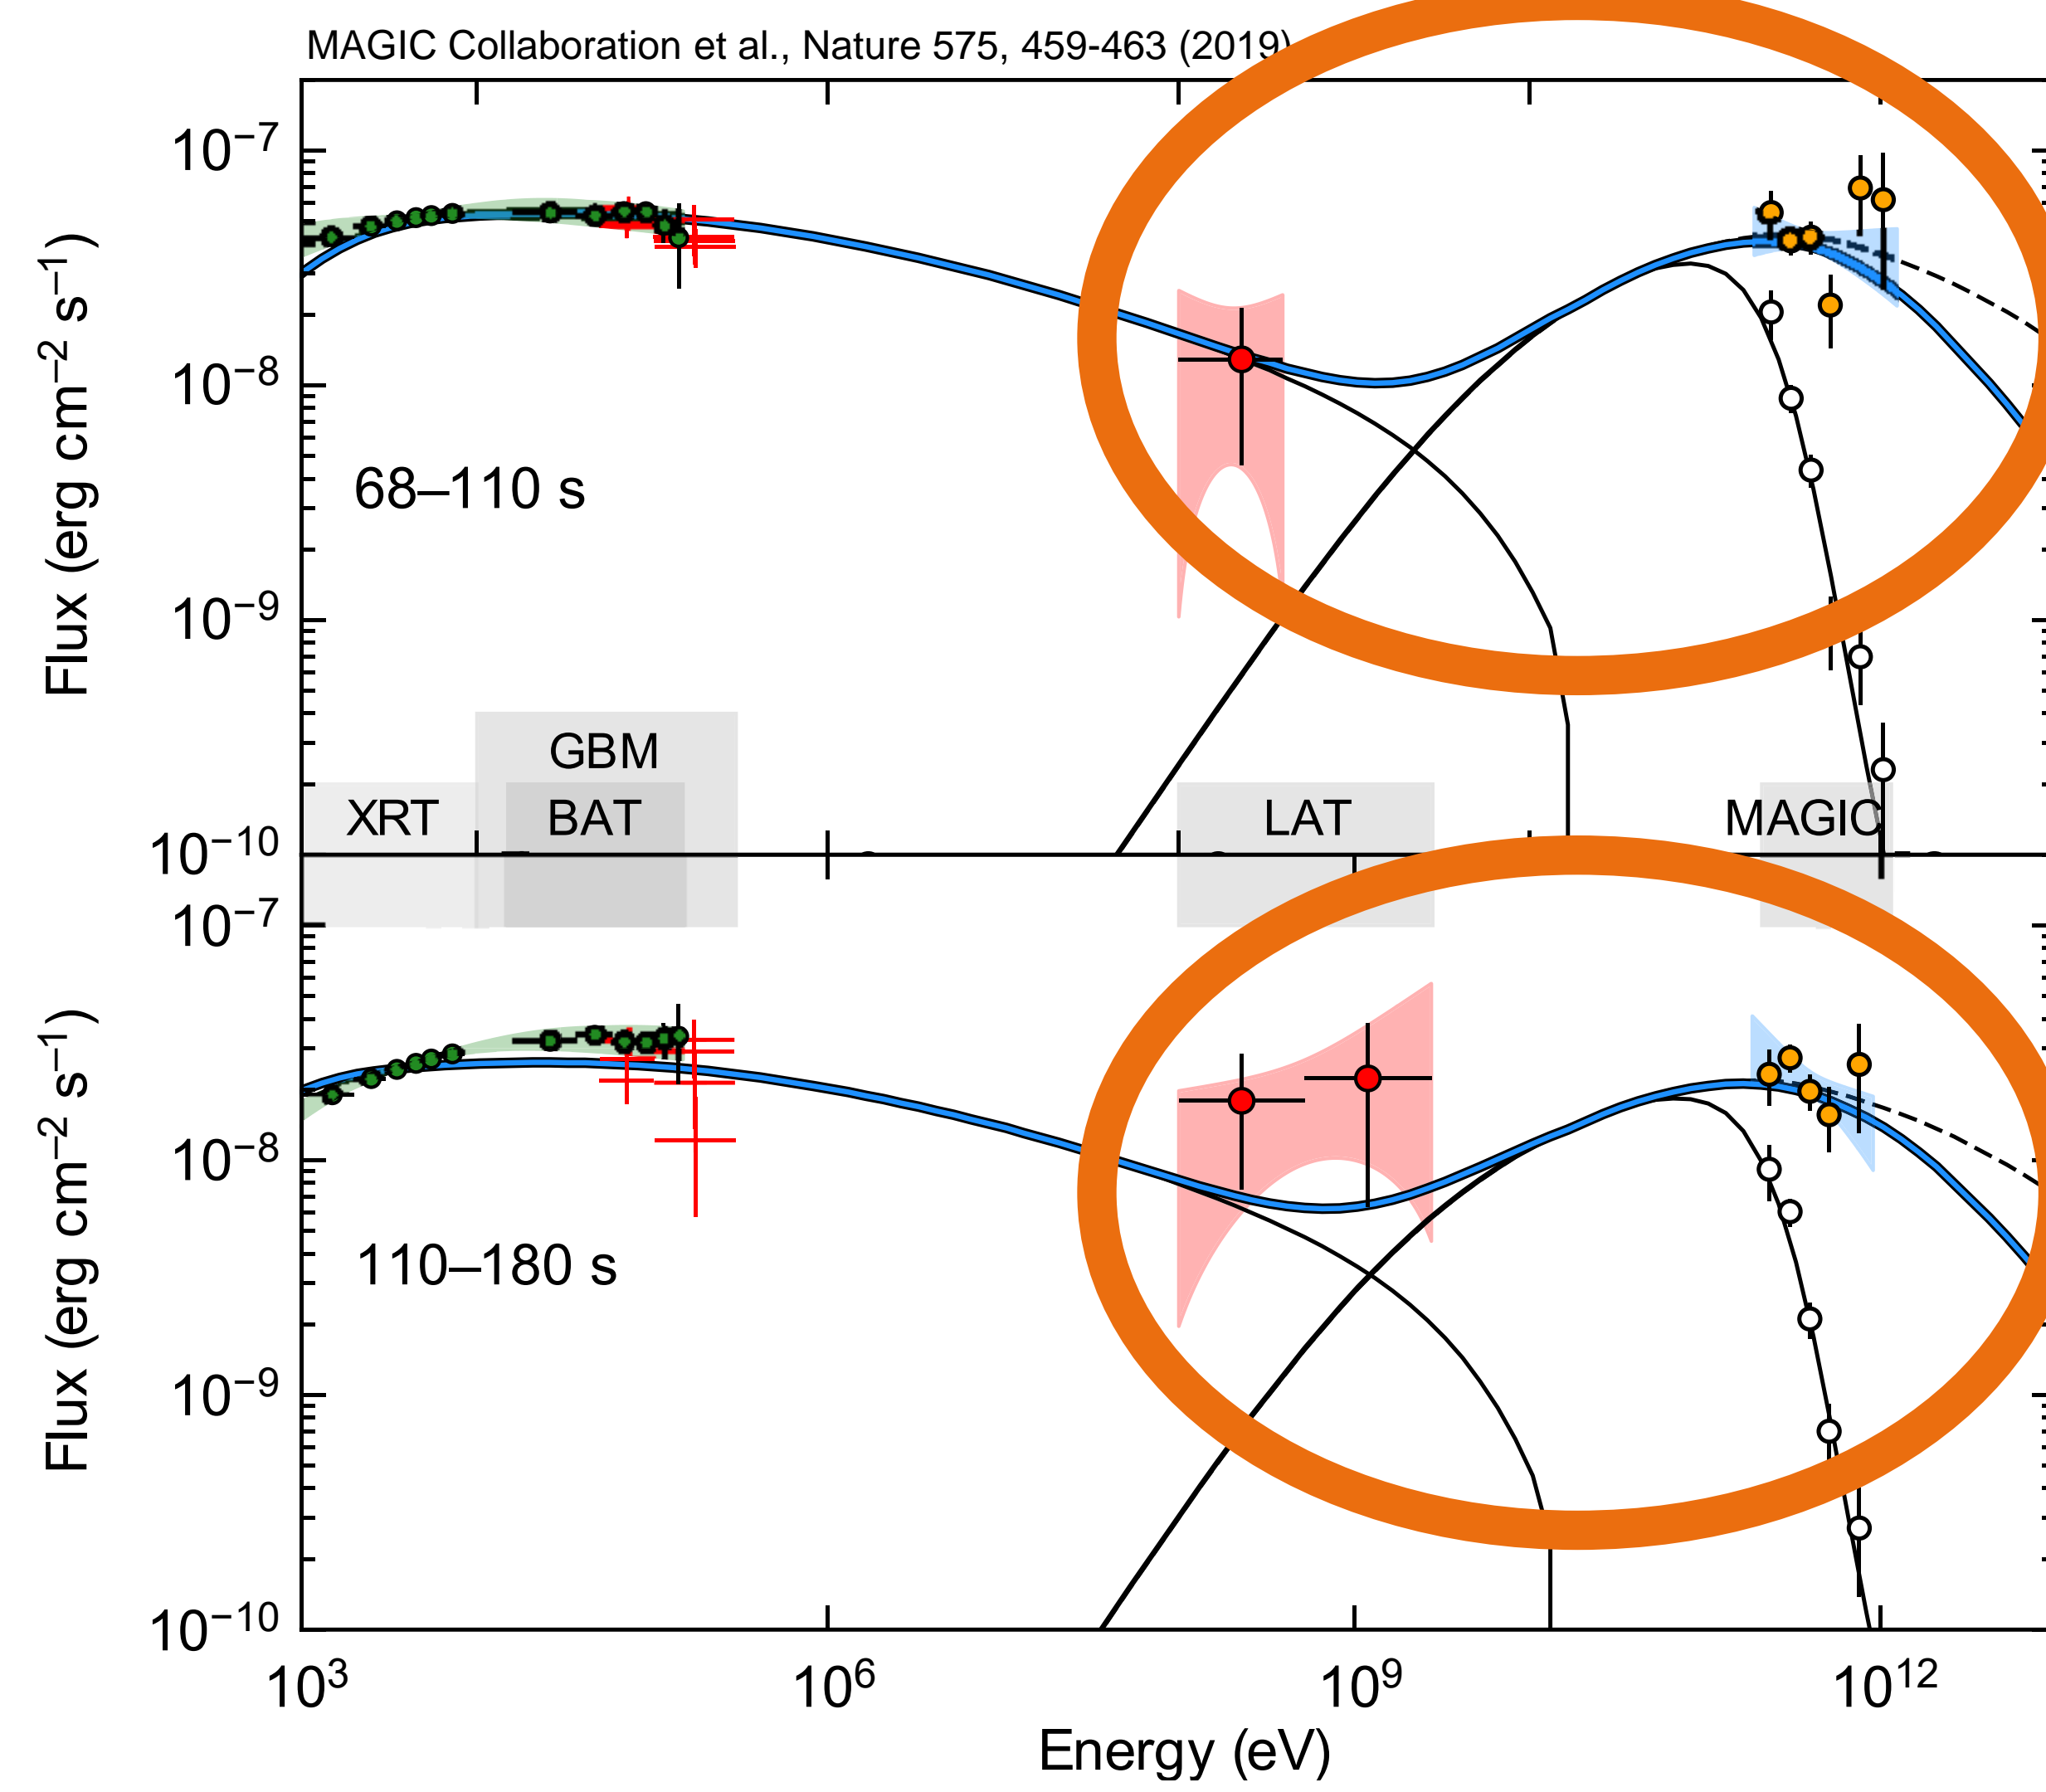 MAGIC Collaboration et al., Nature 575, 459-463 (2019)
10⁻⁷
10⁻⁸
10⁻⁹
10⁻¹⁰
Flux (erg cm⁻² s⁻¹)
68–110 s
GBM
XRT BAT LAT MAGIC
10⁻⁷
10⁻⁸
10⁻⁹
10⁻¹⁰
Flux (erg cm⁻² s⁻¹)
110–180 s
10³ 10⁶ 10⁹ 10¹²
Energy (eV)